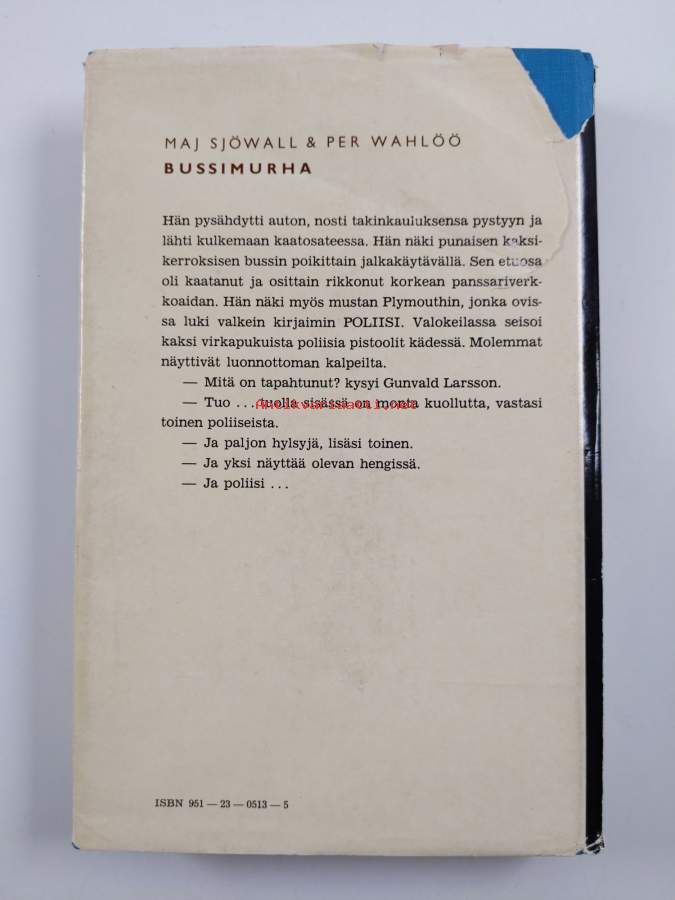 MAJ SJÖWALL & PER WAHLÖÖ
BUSSIMURHA
Hän pysähdytti auton, nosti takinkauluksensa pystyyn ja
lähti kulkemaan kaatosateessa. Hän näki punaisen kaksi-
kerroksisen bussin poikittain jalkakäytävällä. Sen etuosa
oli kaatanut ja osittain rikkonut korkean panssariverk-
koaidan. Hän näki myös mustan Plymouthin, jonka ovis-
sa luki valkein kirjaimin POLIISI. Valokeilassa seisoi
kaksi virkapukuista poliisia pistoolit kädessä. Molemmat
näyttivät luonnottoman kalpeilta.
— Mitä on tapahtunut? kysyi Gunvald Larsson.
— Tuo ... tuolla sisässä on monta kuollutta, vastasi
Antikvariaatti.net
toinen poliiseista.
— Ja paljon hylsyjä, lisäsi toinen.
— Ja yksi näyttää olevan hengissä.
— Ja poliisi ...
ISBN 951 — 23 — 0513 — 5